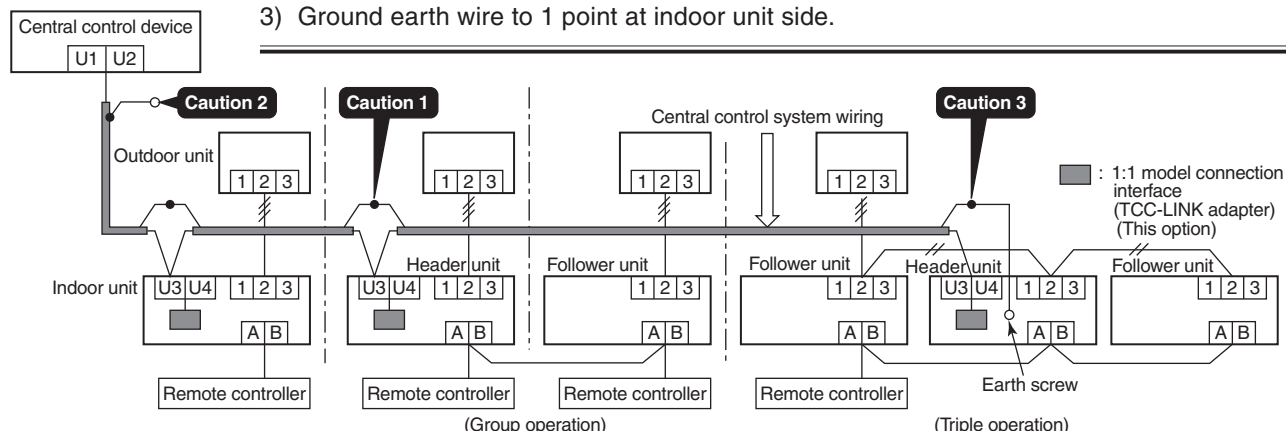 3) Ground earth wire to 1 point at indoor unit side.
Central control device
U1 U2
Caution 2
Caution 1
Caution 3
Central control system wiring
Outdoor unit
1 2 3
1 2 3
1 2 3
1 2 3
: 1:1 model connection
interface
(TCC-LINK adapter)
(This option)
Indoor unit
U3 U4 1 2 3
A B
Header unit
U3 U4 1 2 3
A B
Follower unit
1 2 3
A B
Follower unit
1 2 3
A B
Header unit
U3 U4 1 2 3
A B
Follower unit
1 2 3
A B
Earth screw
Remote controller
Remote controller
Remote controller
Remote controller
(Group operation)
(Triple operation)